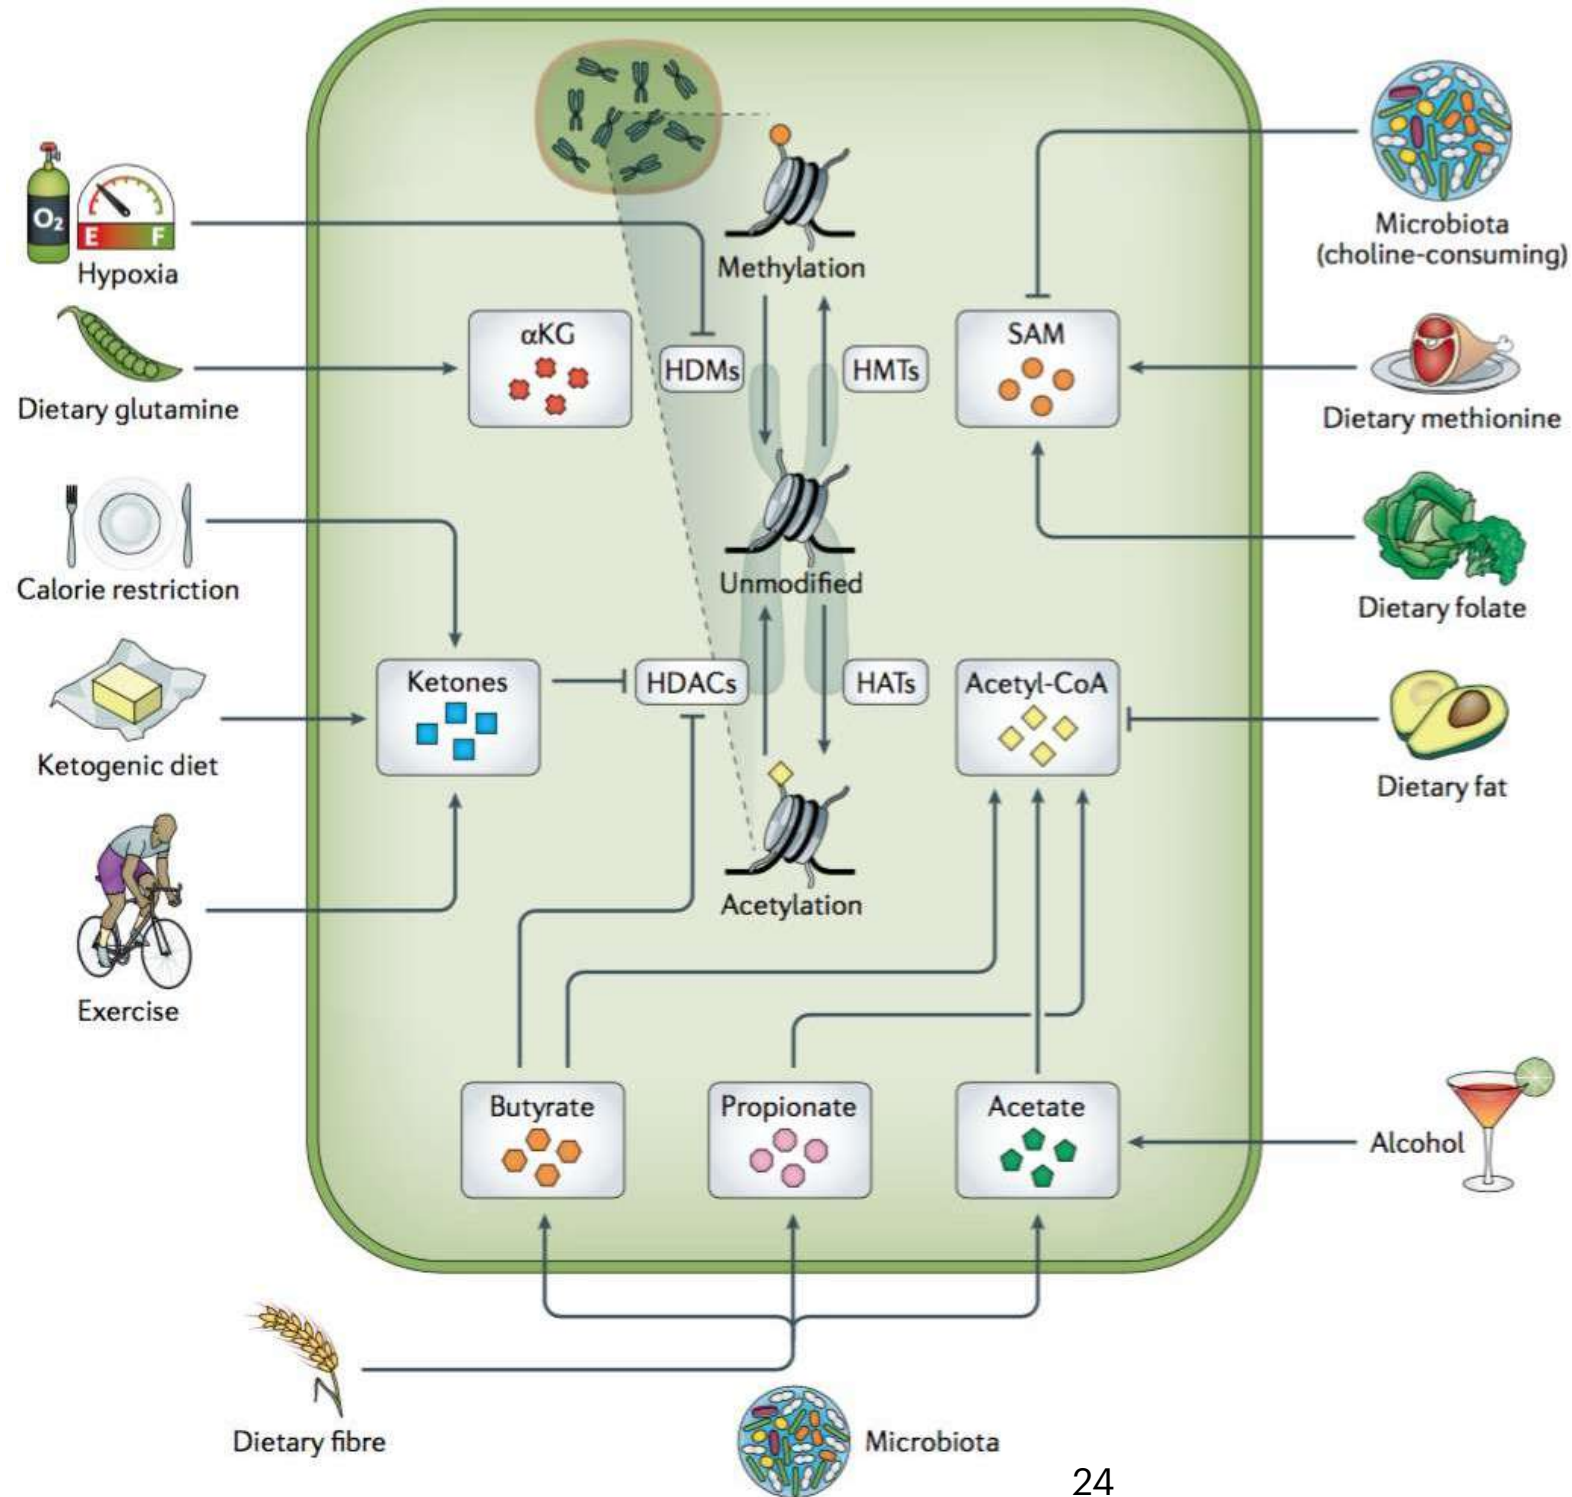 O₂
E F
Hypoxia
Dietary glutamine
Calorie restriction
Ketogenic diet
Exercise
Methylation
αKG
HDMs
HMTs
SAM
Unmodified
Ketones
HDACs
HATs
Acetyl-CoA
Acetylation
Butyrate
Propionate
Acetate
Microbiota
(choline-consuming)
Dietary methionine
Dietary folate
Dietary fat
Alcohol
Dietary fibre
Microbiota
24